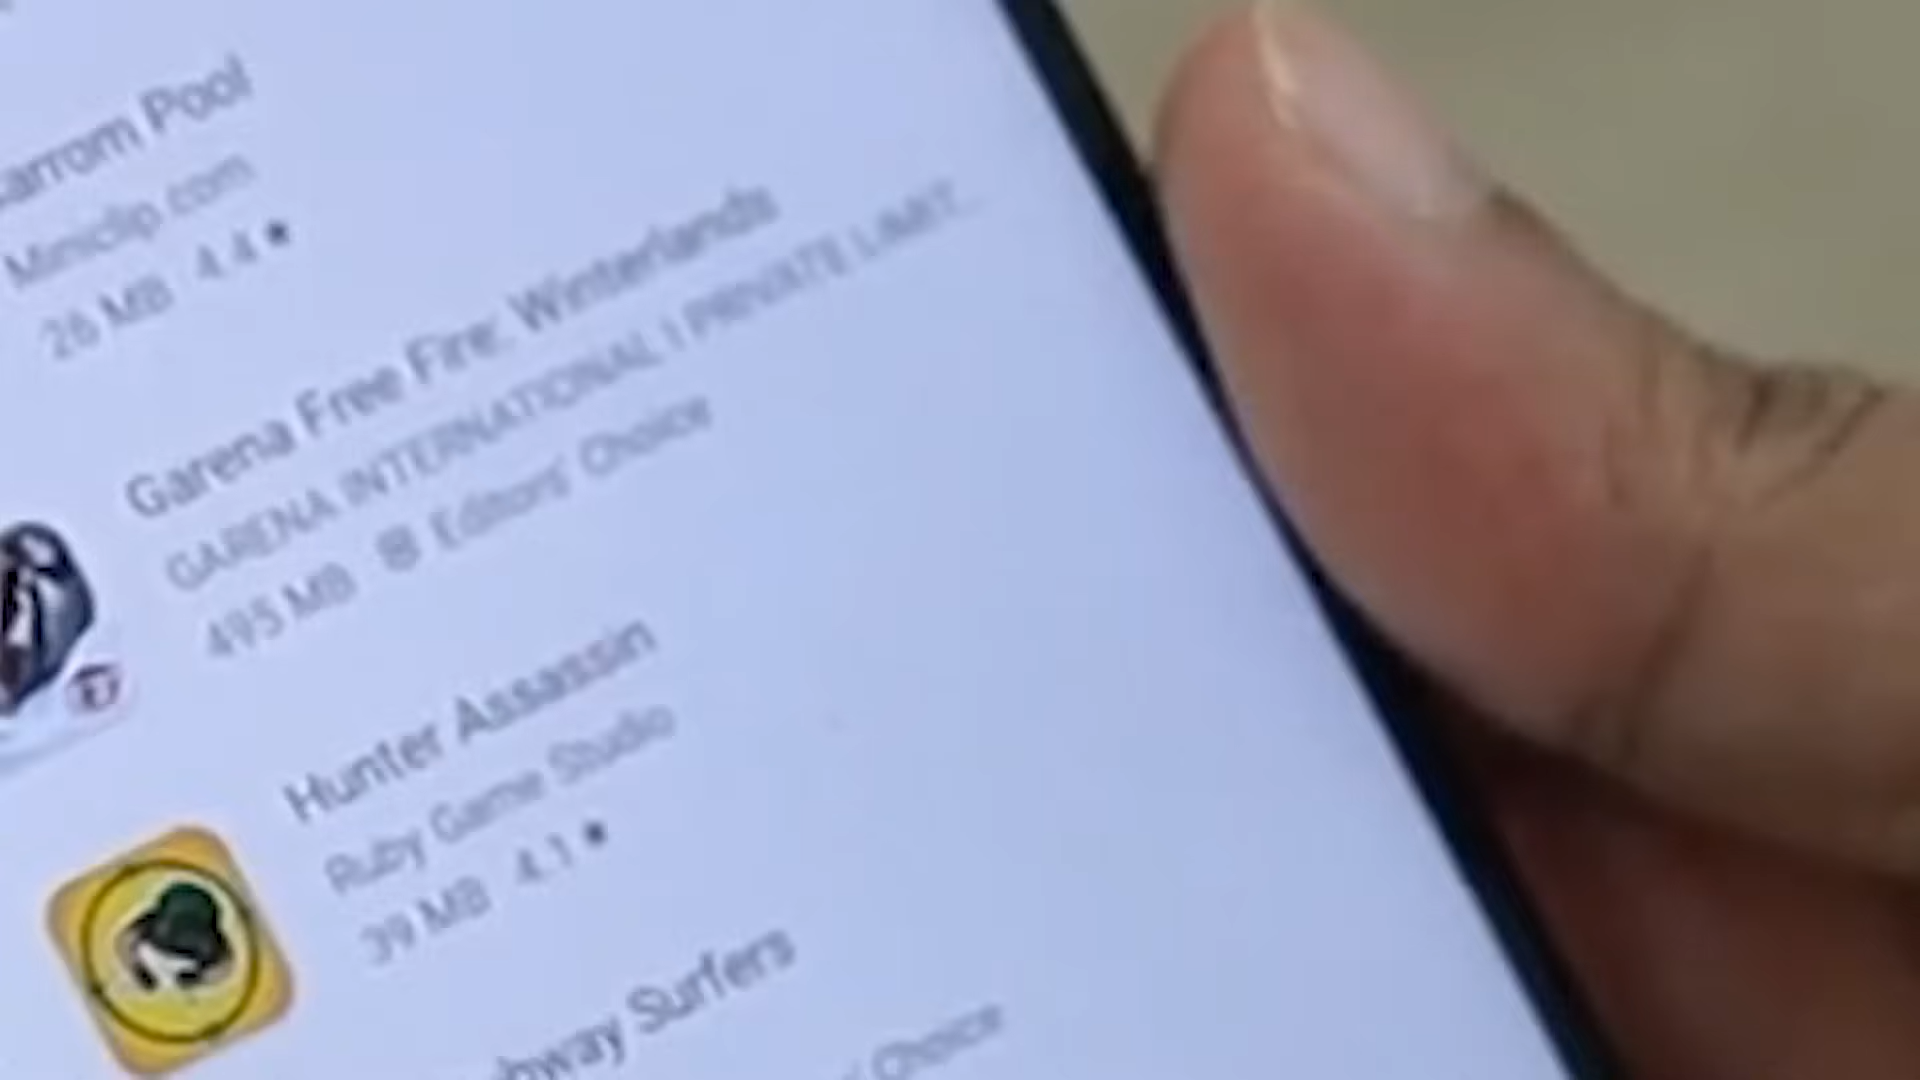 arrom Pool
Miniclip.com
26 MB 4.4★
Garena Free Fire: Winterlands
GARENA INTERNATIONAL I PRIVATE LIMIT...
495 MB Editors' Choice
Hunter Assassin
Ruby Game Studio
39 MB 4.1★
bway Surfers
Choice